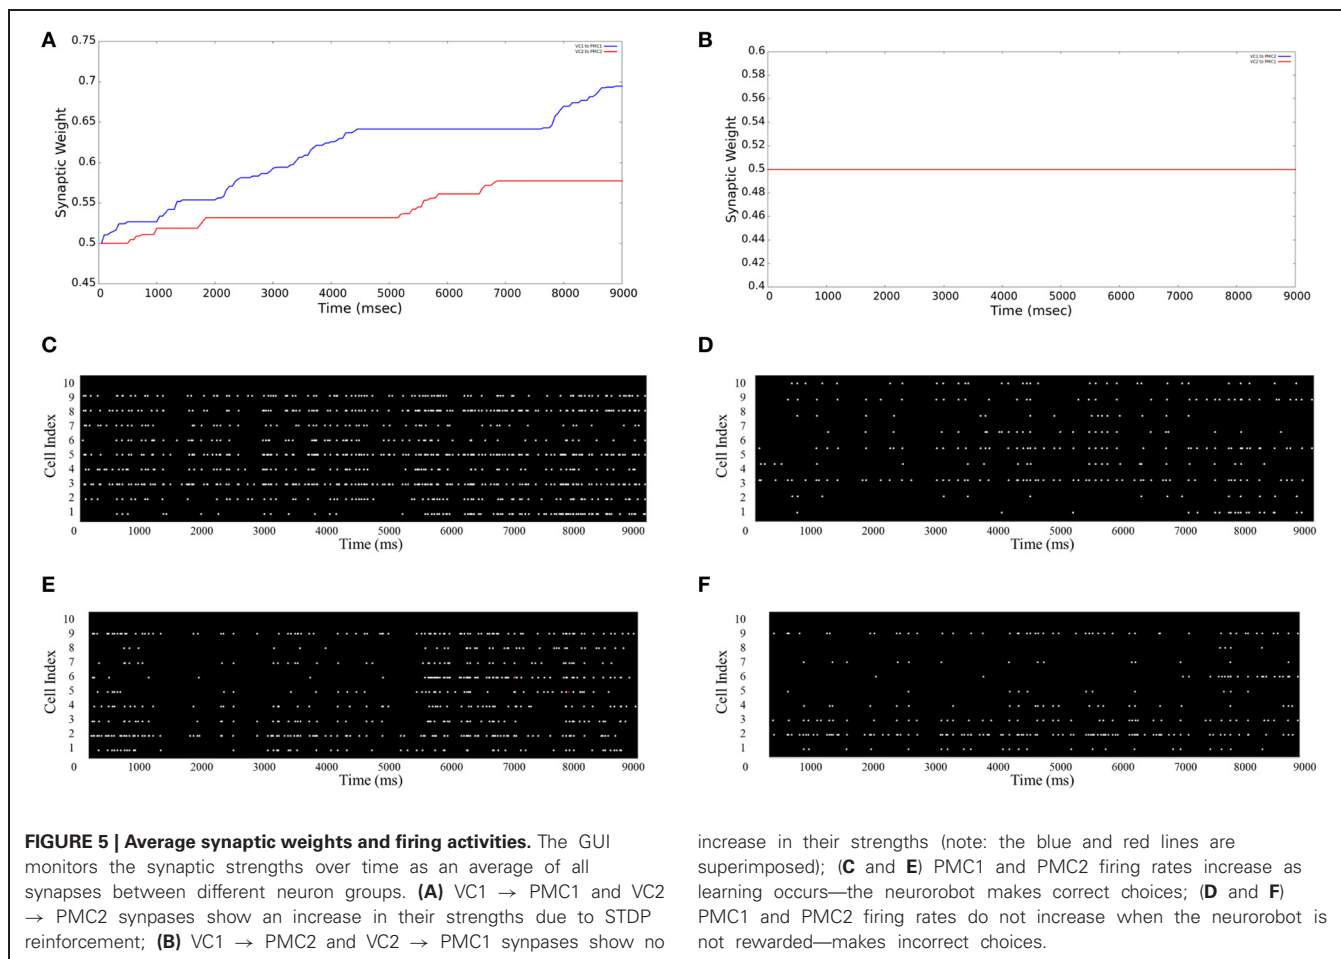 A
0.75
0.7
0.65
0.6
0.55
0.5
0.45
Synaptic Weight
VC1 to PMC1
VC2 to PMC2
0 1000 2000 3000 4000 5000 6000 7000 8000 9000
Time (msec)
B
0.6
0.58
0.56
0.54
0.52
0.5
0.48
0.46
0.44
0.42
0.4
Synaptic Weight
VC1 to PMC2
VC2 to PMC1
0 1000 2000 3000 4000 5000 6000 7000 8000 9000
Time (msec)
C
10
9
8
7
6
5
4
3
2
1
Cell Index
0 1000 2000 3000 4000 5000 6000 7000 8000 9000
Time (ms)
D
10
9
8
7
6
5
4
3
2
1
Cell Index
0 1000 2000 3000 4000 5000 6000 7000 8000 9000
Time (ms)
E
10
9
8
7
6
5
4
3
2
1
Cell Index
0 1000 2000 3000 4000 5000 6000 7000 8000 9000
Time (ms)
F
10
9
8
7
6
5
4
3
2
1
Cell Index
0 1000 2000 3000 4000 5000 6000 7000 8000 9000
Time (ms)
FIGURE 5 | Average synaptic weights and firing activities. The GUI
monitors the synaptic strengths over time as an average of all
synapses between different neuron groups. (A) VC1 → PMC1 and VC2
→ PMC2 synpases show an increase in their strengths due to STDP
reinforcement; (B) VC1 → PMC2 and VC2 → PMC1 synpases show no
increase in their strengths (note: the blue and red lines are
superimposed); (C and E) PMC1 and PMC2 firing rates increase as
learning occurs—the neurorobot makes correct choices; (D and F)
PMC1 and PMC2 firing rates do not increase when the neurorobot is
not rewarded—makes incorrect choices.